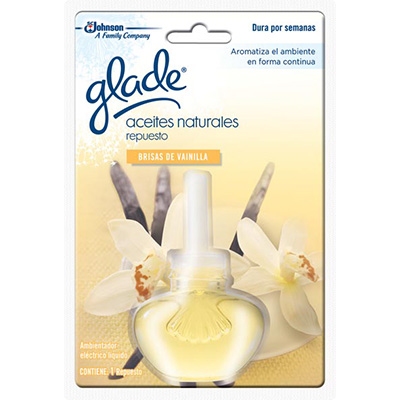 SC Johnson
A Family Company
Dura por semanas
Aromatiza el ambiente
en forma continua
glade®
aceites naturales
repuesto
BRISAS DE VAINILLA
Ambientador
eléctrico líquido
CONTIENE: 1 Repuesto